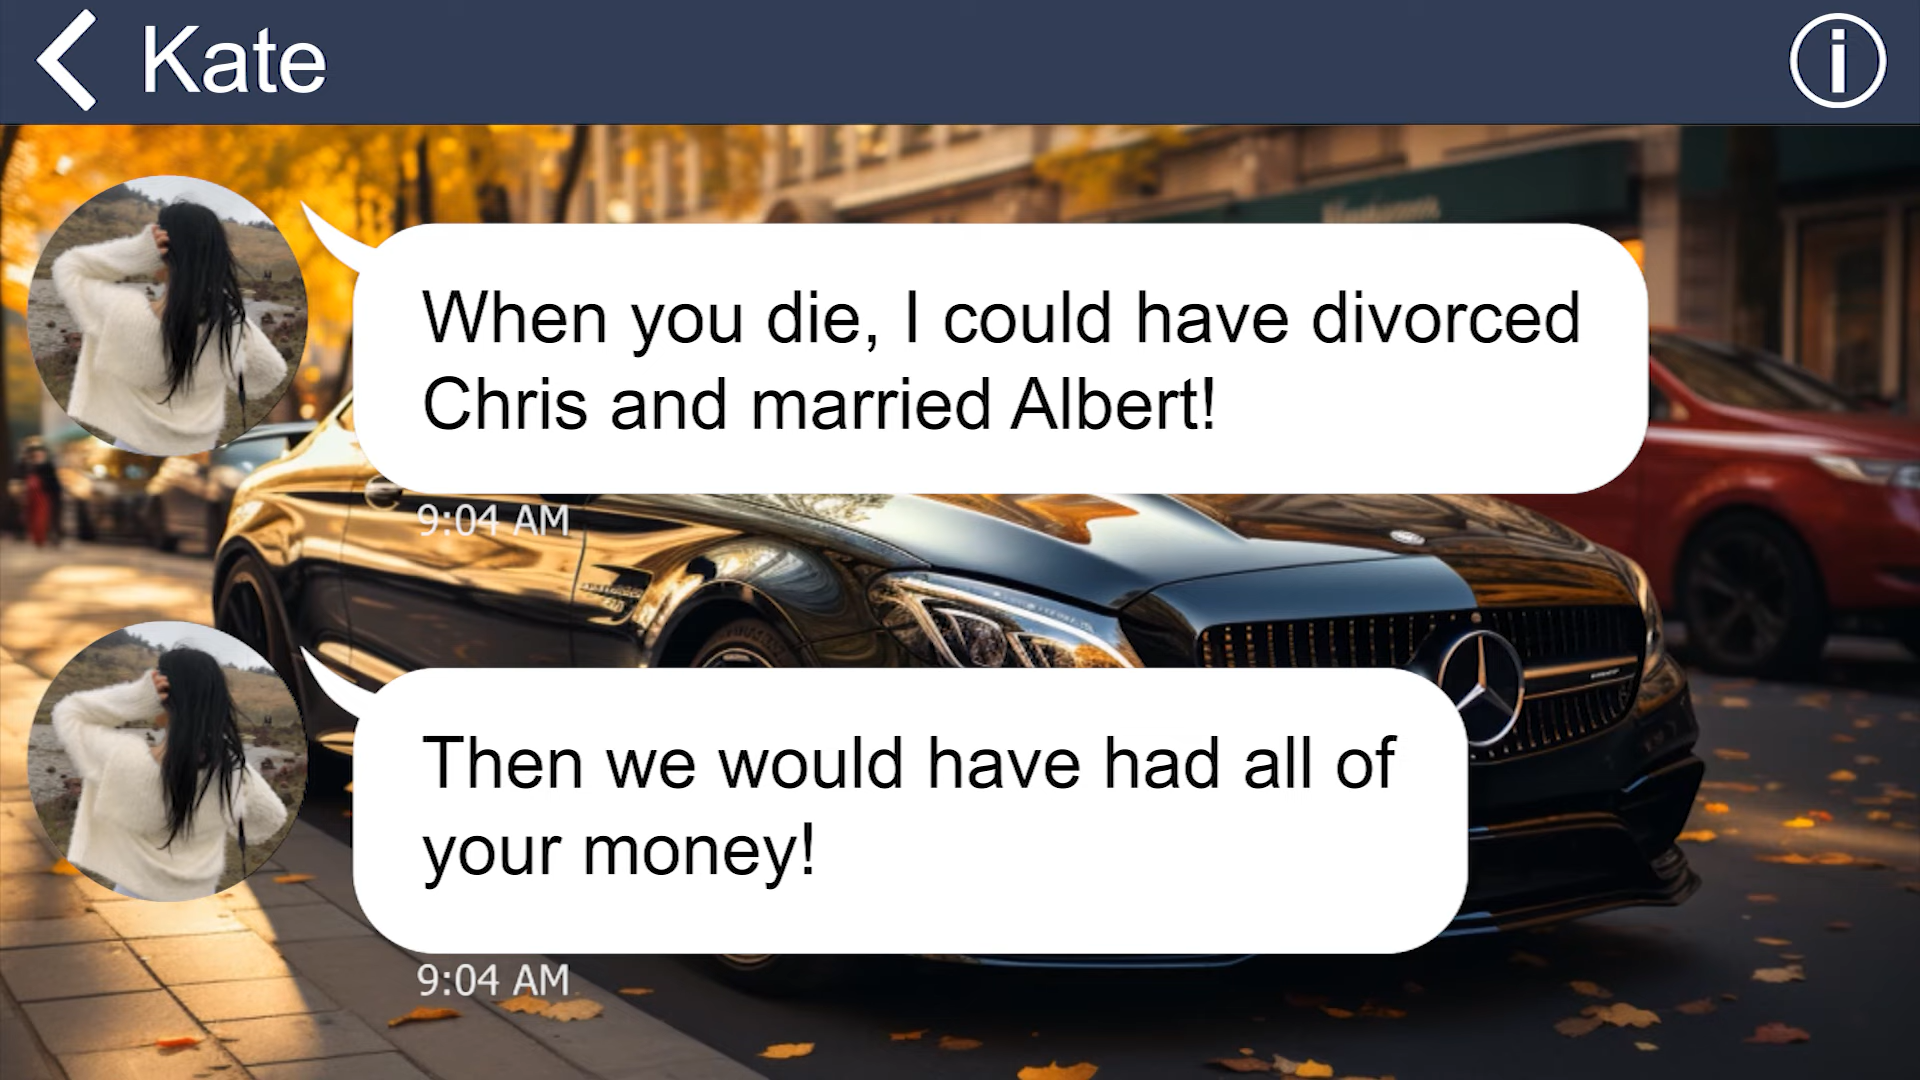 Kate
When you die, I could have divorced
Chris and married Albert!
9:04 AM
Then we would have had all of
your money!
9:04 AM